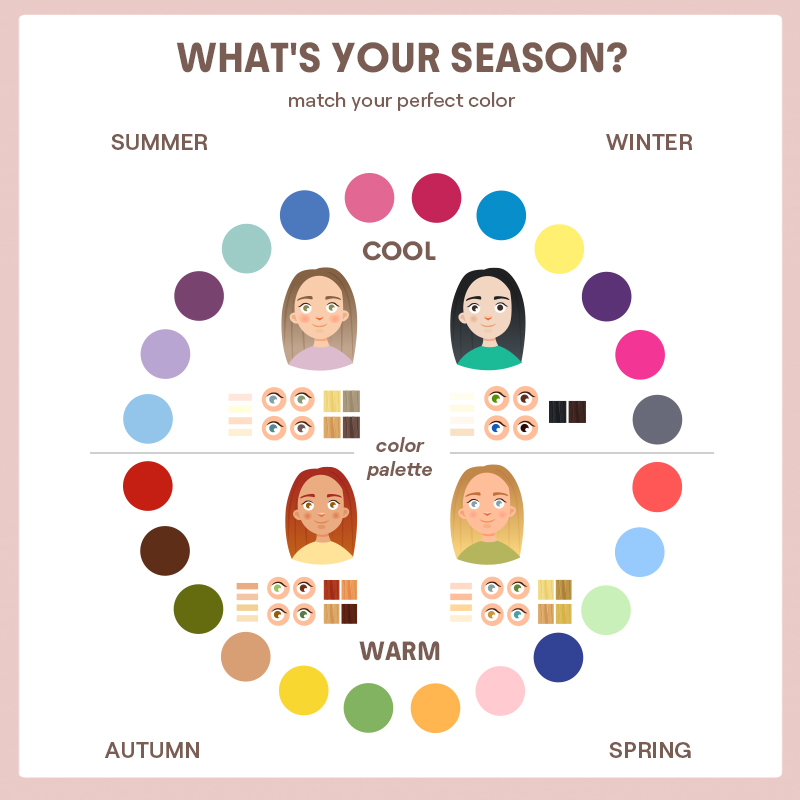 WHAT'S YOUR SEASON?
match your perfect color
SUMMER
WINTER
COOL
color
palette
WARM
AUTUMN
SPRING